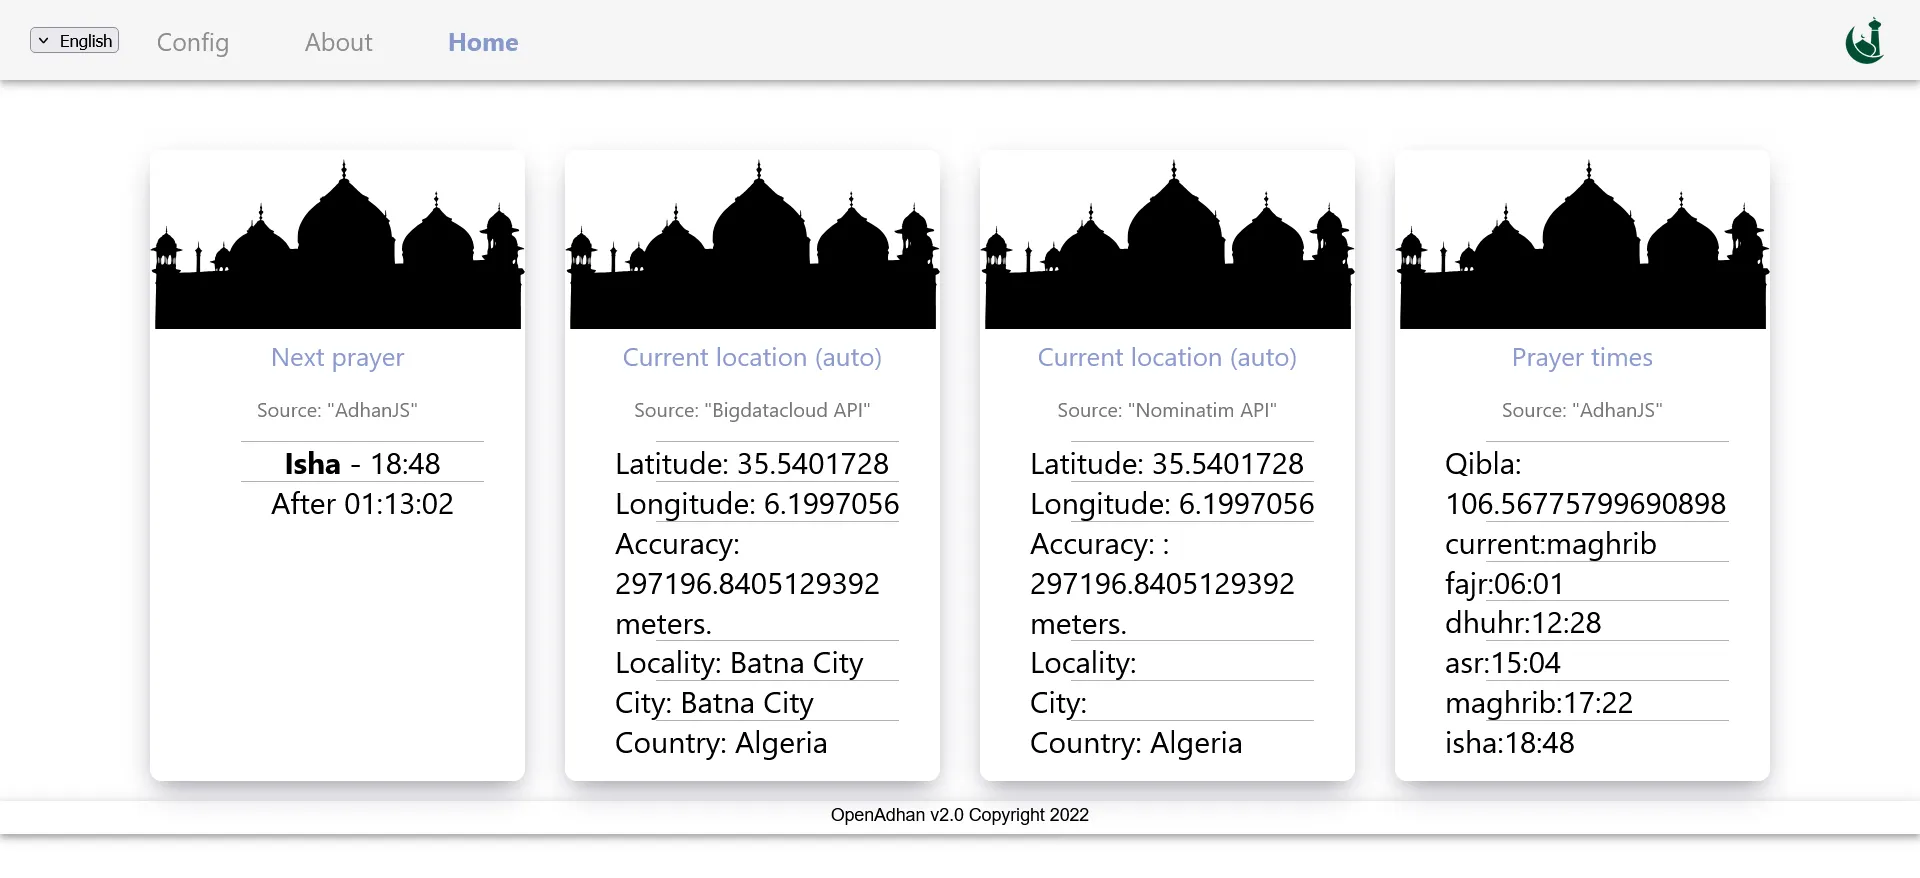 English Config About Home
Next prayer
Source: "AdhanJS"
Isha - 18:48
After 01:13:02
Current location (auto)
Source: "Bigdatacloud API"
Latitude: 35.5401728
Longitude: 6.1997056
Accuracy:
297196.8405129392
meters.
Locality: Batna City
City: Batna City
Country: Algeria
Current location (auto)
Source: "Nominatim API"
Latitude: 35.5401728
Longitude: 6.1997056
Accuracy: :
297196.8405129392
meters.
Locality:
City:
Country: Algeria
Prayer times
Source: "AdhanJS"
Qibla:
106.56775799690898
current:maghrib
fajr:06:01
dhuhr:12:28
asr:15:04
maghrib:17:22
isha:18:48
OpenAdhan v2.0 Copyright 2022